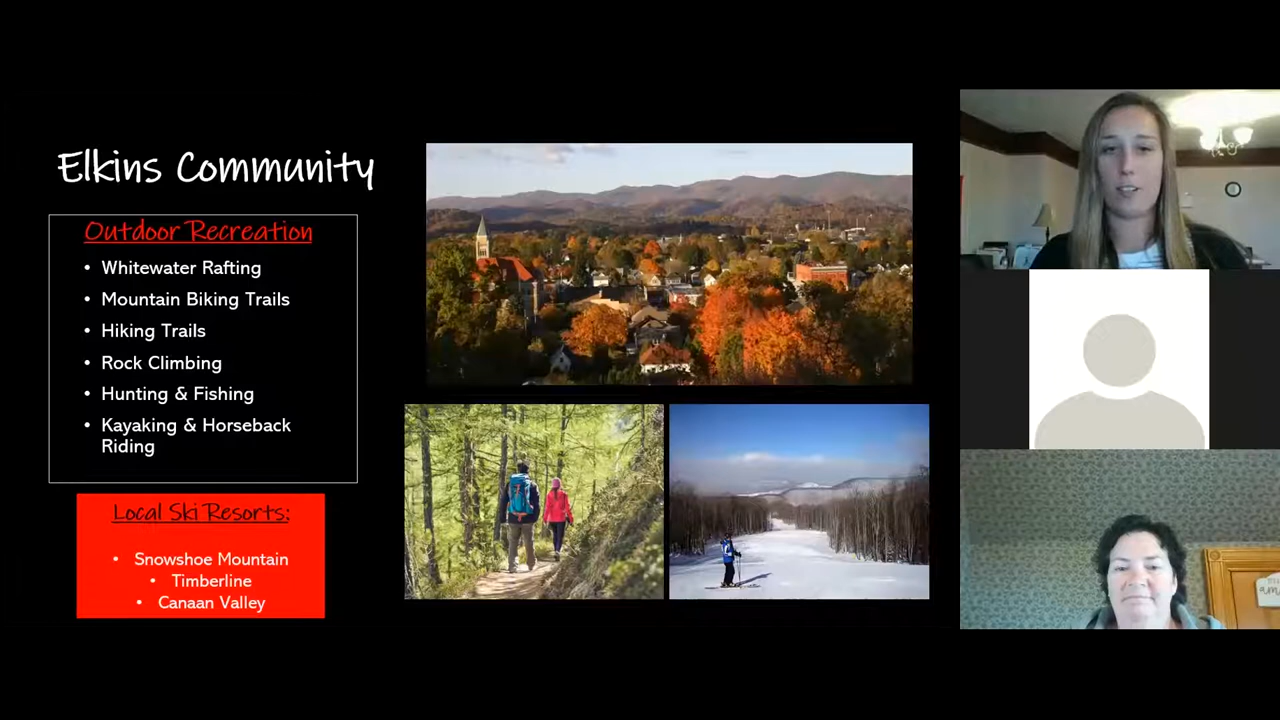 Elkins Community
Outdoor Recreation
• Whitewater Rafting
• Mountain Biking Trails
• Hiking Trails
• Rock Climbing
• Hunting & Fishing
• Kayaking & Horseback
Riding
Local Ski Resorts:
• Snowshoe Mountain
• Timberline
• Canaan Valley